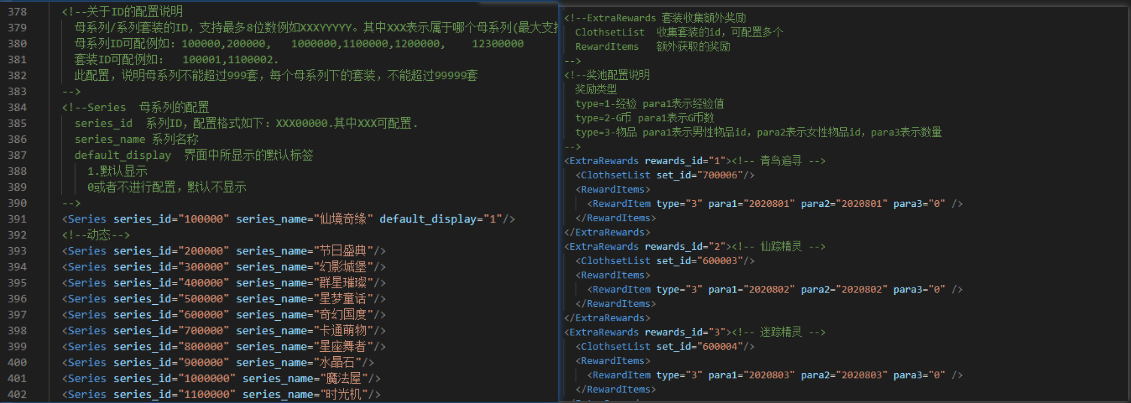 378 <!--关于ID的配置说明
379 母系列/系列套装的ID，支持最多8位数例如XXXYYYYY。其中XXX表示属于哪个母系列(最大支
380 母系列ID可配例如：100000,200000, 1000000,1100000,1200000, 12300000
381 套装ID可配例如： 100001,1100002.
382 此配置，说明母系列不能超过999套，每个母系列下的套装，不能超过99999套
383 -->
384 <!--Series 母系列的配置
385 series_id 系列ID，配置格式如下：XXX00000.其中XXX可配置.
386 series_name 系列名称
387 default_display 界面中所显示的默认标签
388 1.默认显示
389 0或者不进行配置，默认不显示
390 -->
391 <Series series_id="100000" series_name="仙境奇缘" default_display="1"/>
392 <!--动态-->
393 <Series series_id="200000" series_name="节日盛典"/>
394 <Series series_id="300000" series_name="幻影城堡"/>
395 <Series series_id="400000" series_name="群星璀璨"/>
396 <Series series_id="500000" series_name="星梦童话"/>
397 <Series series_id="600000" series_name="奇幻国度"/>
398 <Series series_id="700000" series_name="卡通萌物"/>
399 <Series series_id="800000" series_name="星座舞者"/>
400 <Series series_id="900000" series_name="水晶石"/>
401 <Series series_id="1000000" series_name="魔法屋"/>
402 <Series series_id="1100000" series_name="时光机"/>
<!--ExtraRewards 套装收集额外奖励
ClothsetList 收集套装的id，可配置多个
RewardItems 额外获取的奖励
-->
<!--奖池配置说明
奖励类型
type=1-经验 para1表示经验值
type=2-G币 para1表示G币数
type=3-物品 para1表示男性物品id，para2表示女性物品id，para3表示数量
-->
<ExtraRewards rewards_id="1"><!-- 青鸟追寻 -->
<ClothsetList set_id="700006"/>
<RewardItems>
<RewardItem type="3" para1="2020801" para2="2020801" para3="0" />
</RewardItems>
</ExtraRewards>
<ExtraRewards rewards_id="2"><!-- 仙踪精灵 -->
<ClothsetList set_id="600003"/>
<RewardItems>
<RewardItem type="3" para1="2020802" para2="2020802" para3="0" />
</RewardItems>
</ExtraRewards>
<ExtraRewards rewards_id="3"><!-- 迷踪精灵 -->
<ClothsetList set_id="600004"/>
<RewardItems>
<RewardItem type="3" para1="2020803" para2="2020803" para3="0" />
</RewardItems>